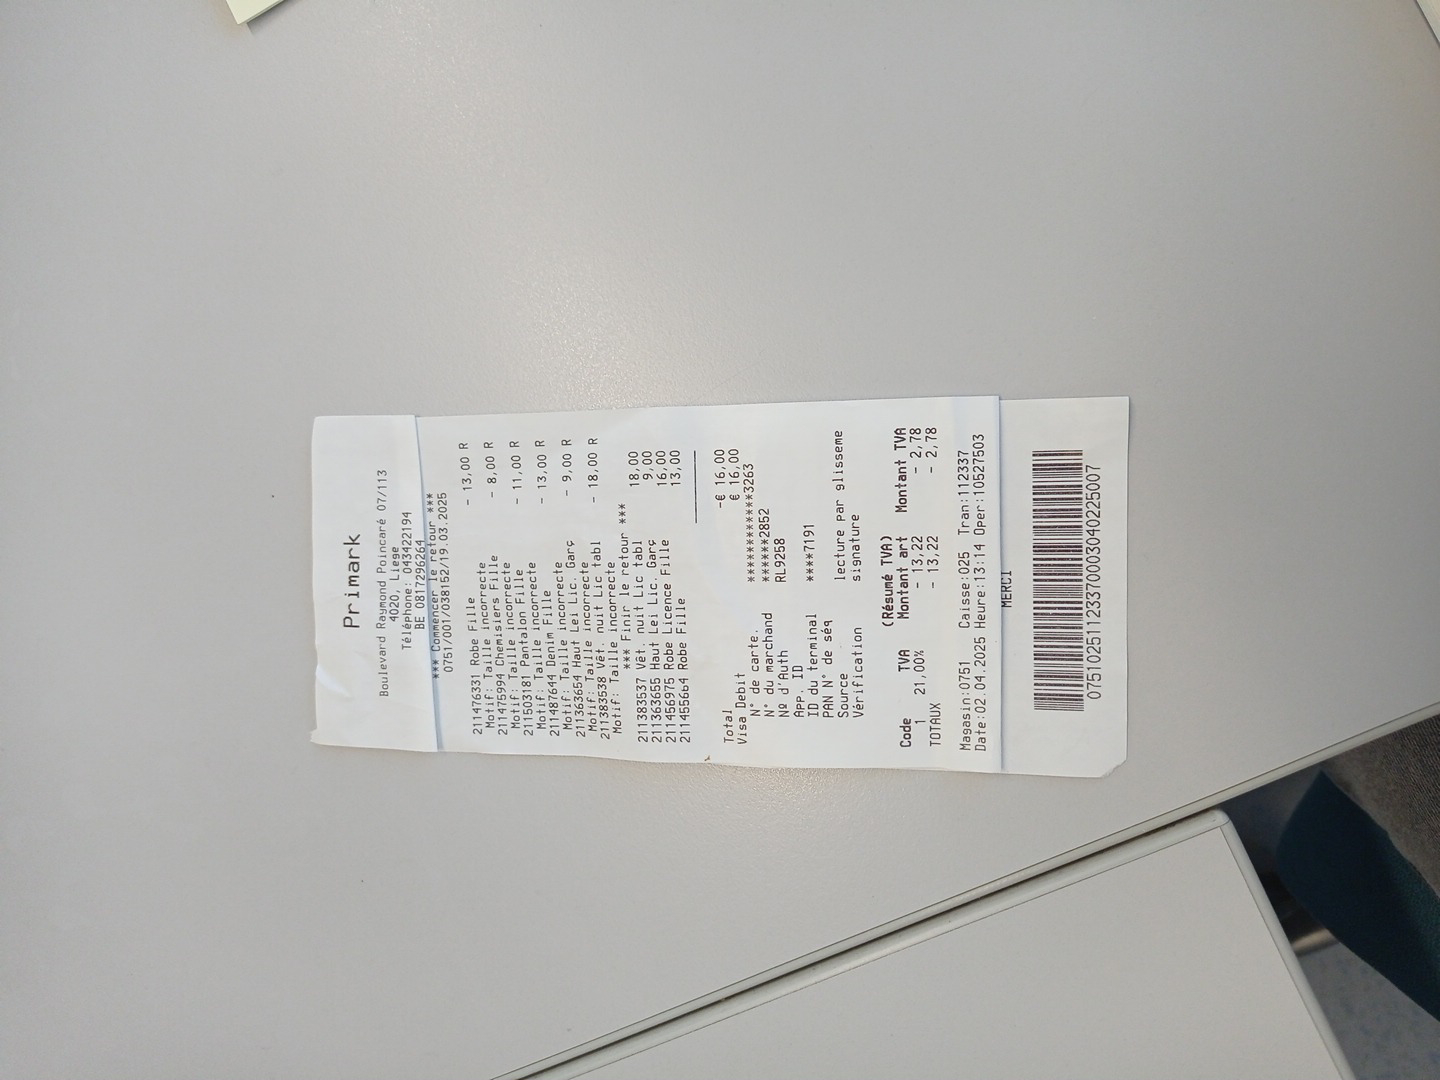 Primark
Boulevard Raymond Poincaré 07/113
4020, Liege
Téléphone: 043422194
BE 0817296264
*** Commencer le retour ***
0751/001/038152/19.03.2025
211476331 Robe Fille - 13,00 R
Motif: Taille incorrecte
211475994 Chemisiers Fille - 8,00 R
Motif: Taille incorrecte
211503181 Pantalon Fille - 11,00 R
Motif: Taille incorrecte
211487644 Denim Fille - 13,00 R
Motif: Taille incorrecte
211363654 Haut Lei Lic. Garç - 9,00 R
Motif: Taille incorrecte
211383538 Vêt. nuit Lic tabl - 18,00 R
Motif: Taille incorrecte
*** Finir le retour ***
211383537 Vêt. nuit Lic tabl 18,00
211363655 Haut Lei Lic. Garç 9,00
211456975 Robe Licence Fille 16,00
211455664 Robe Fille 13,00
Total -€ 16,00
Visa Debit € 16,00
N° de carte. ************3263
N° du marchand ******2852
Nº d'Auth RL9258
App. ID
ID du terminal ****7191
PAN N° de séq
Source lecture par glisseme
Vérification signature
(Résumé TVA)
Code TVA Montant art Montant TVA
1 21,00% - 13,22 - 2,78
TOTAUX - 13,22 - 2,78
Magasin:0751 Caisse:025 Tran:112337
Date:02.04.2025 Heure:13:14 Oper:10527503
MERCI
07510251123370003040225007